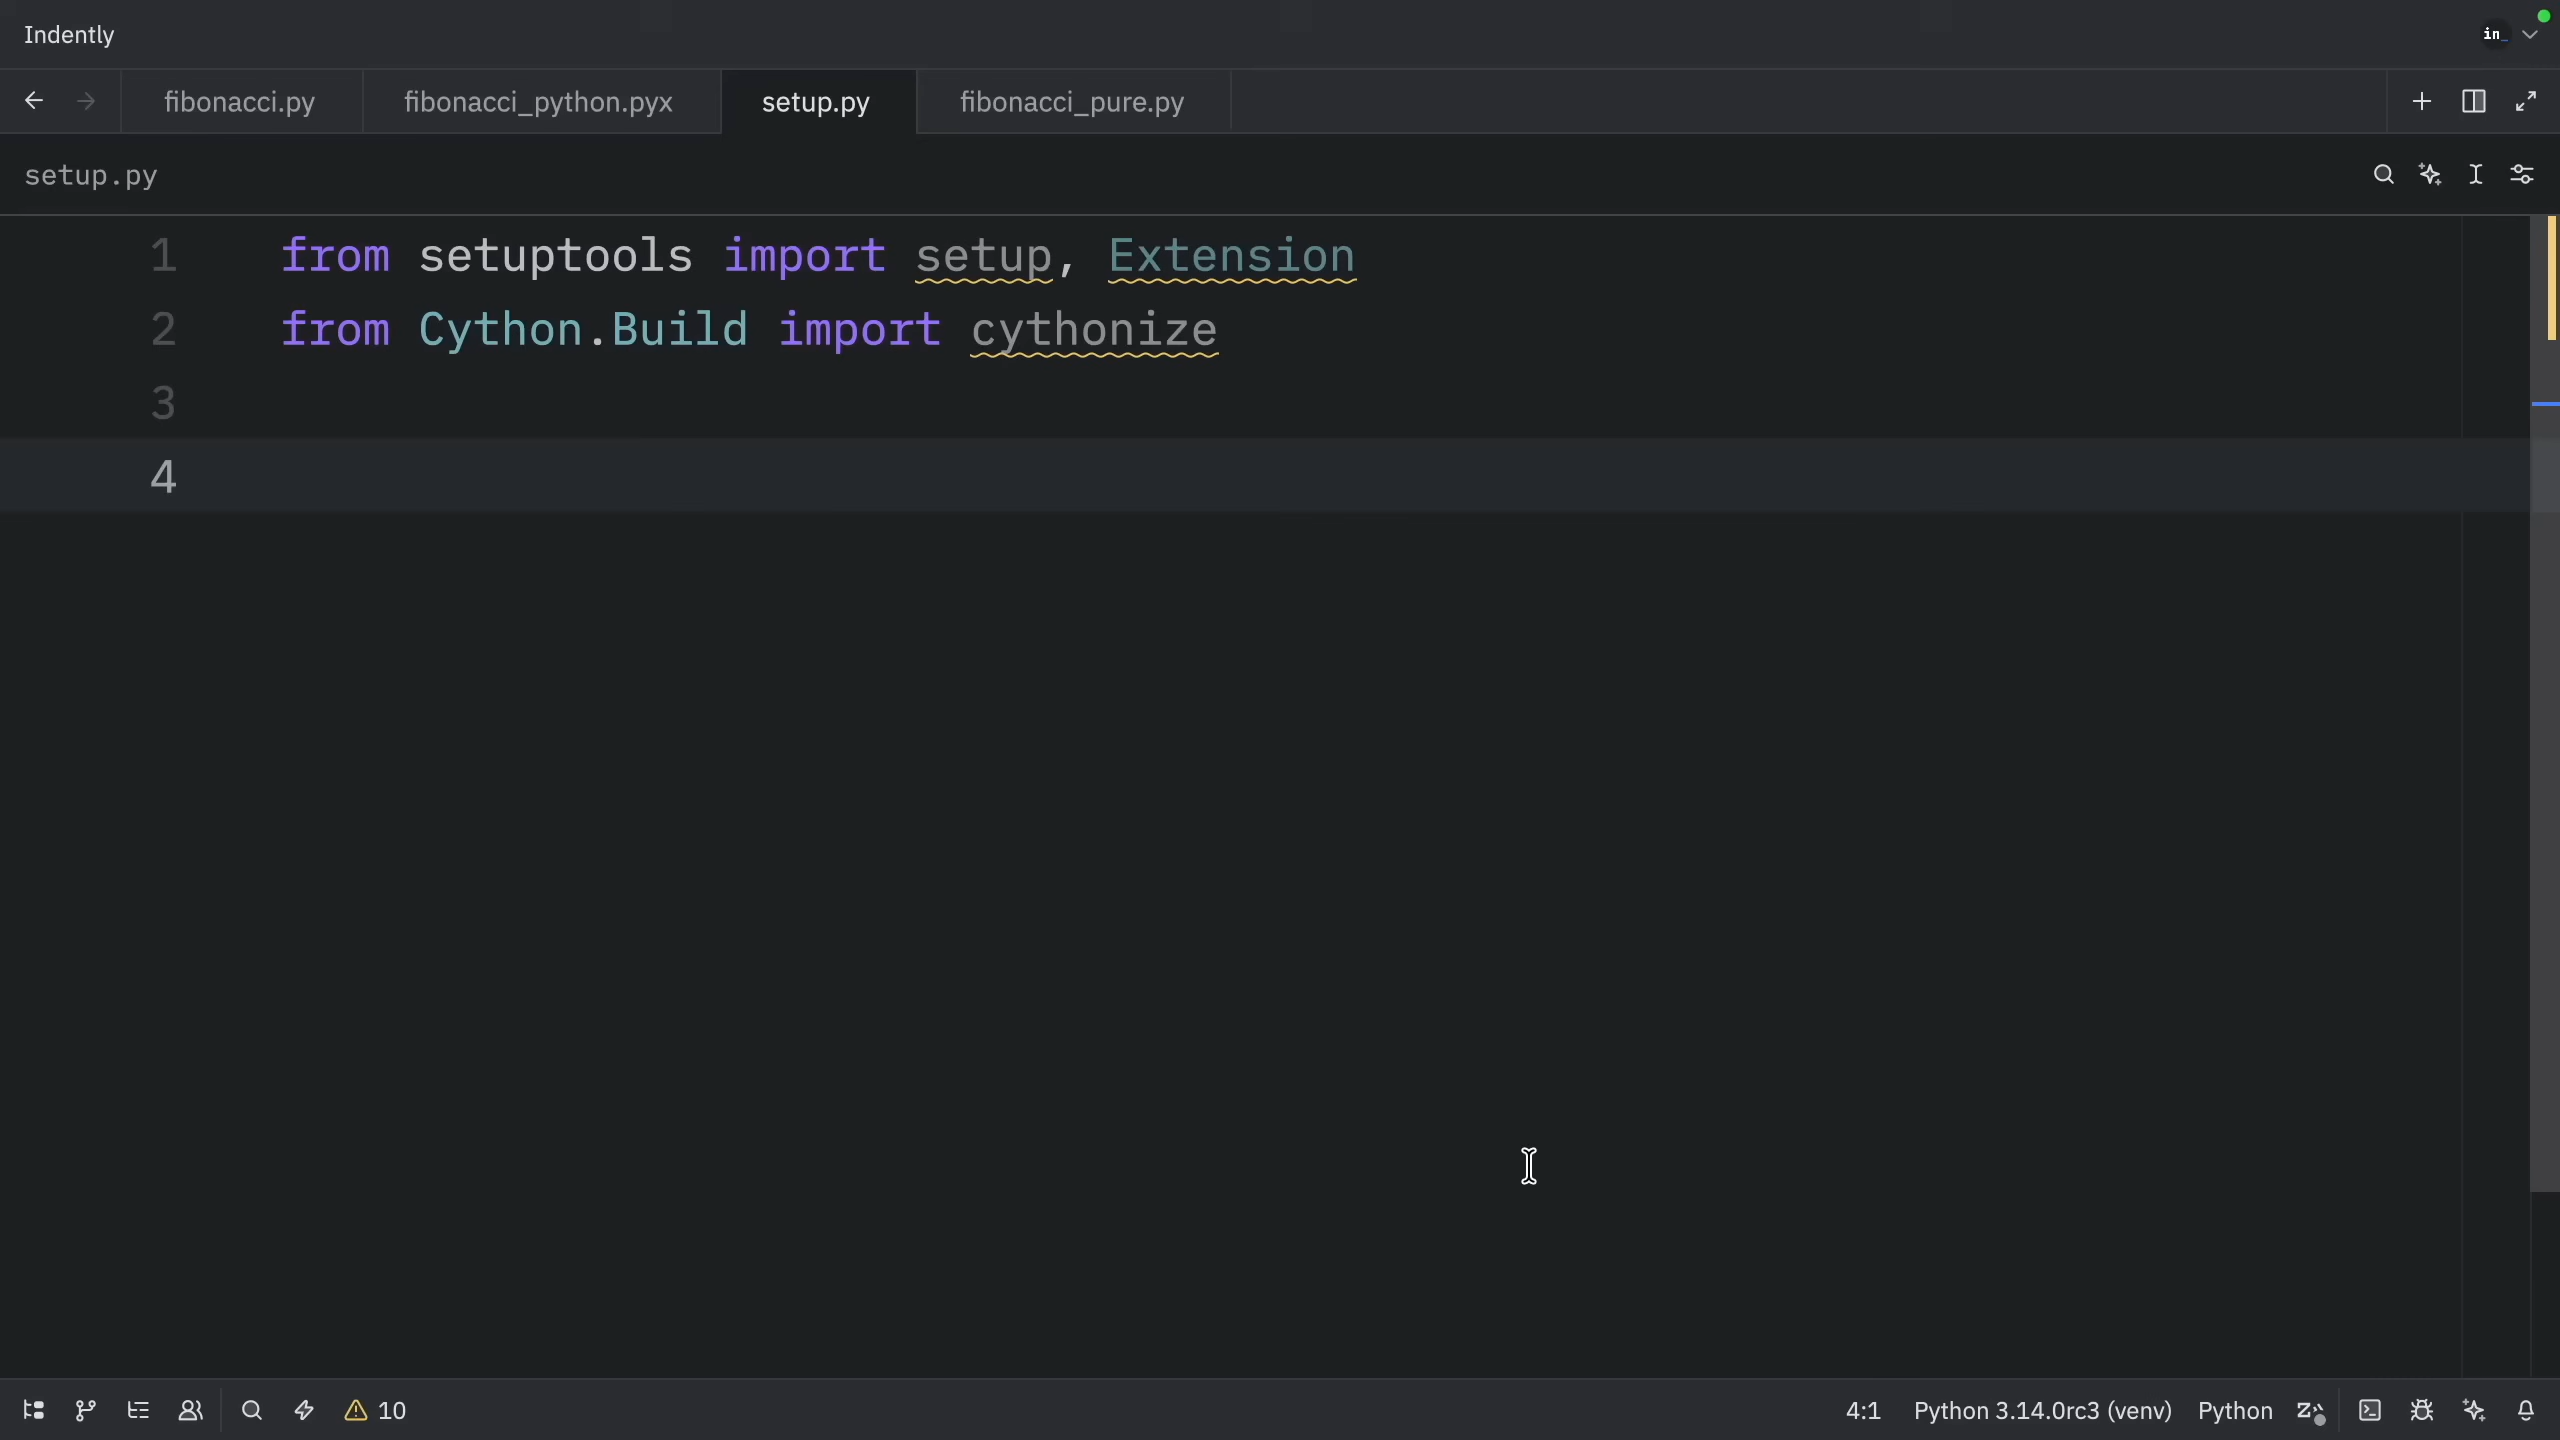 Indently
in_
fibonacci.py fibonacci_python.pyx setup.py fibonacci_pure.py
setup.py
1 from setuptools import setup, Extension
2 from Cython.Build import cythonize
3
4
10 4:1 Python 3.14.0rc3 (venv) Python